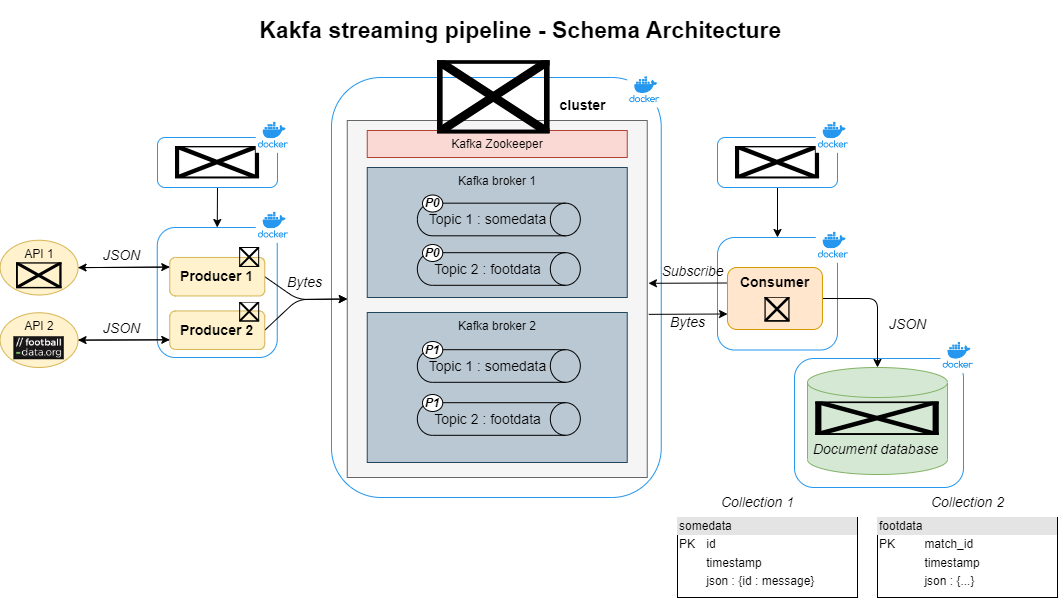 Kakfa streaming pipeline - Schema Architecture
docker
cluster
Kafka Zookeeper
docker
docker
Kafka broker 1
P0
Topic 1 : somedata
P0
Topic 2 : footdata
docker
docker
API 1
JSON
Producer 1
Bytes
Subscribe
Consumer
API 2
// football
-data.org
JSON
Producer 2
Bytes
JSON
Kafka broker 2
P1
Topic 1 : somedata
P1
Topic 2 : footdata
docker
Document database
Collection 1
Collection 2
somedata
PK id
timestamp
json : {id : message}
footdata
PK match_id
timestamp
json : {...}